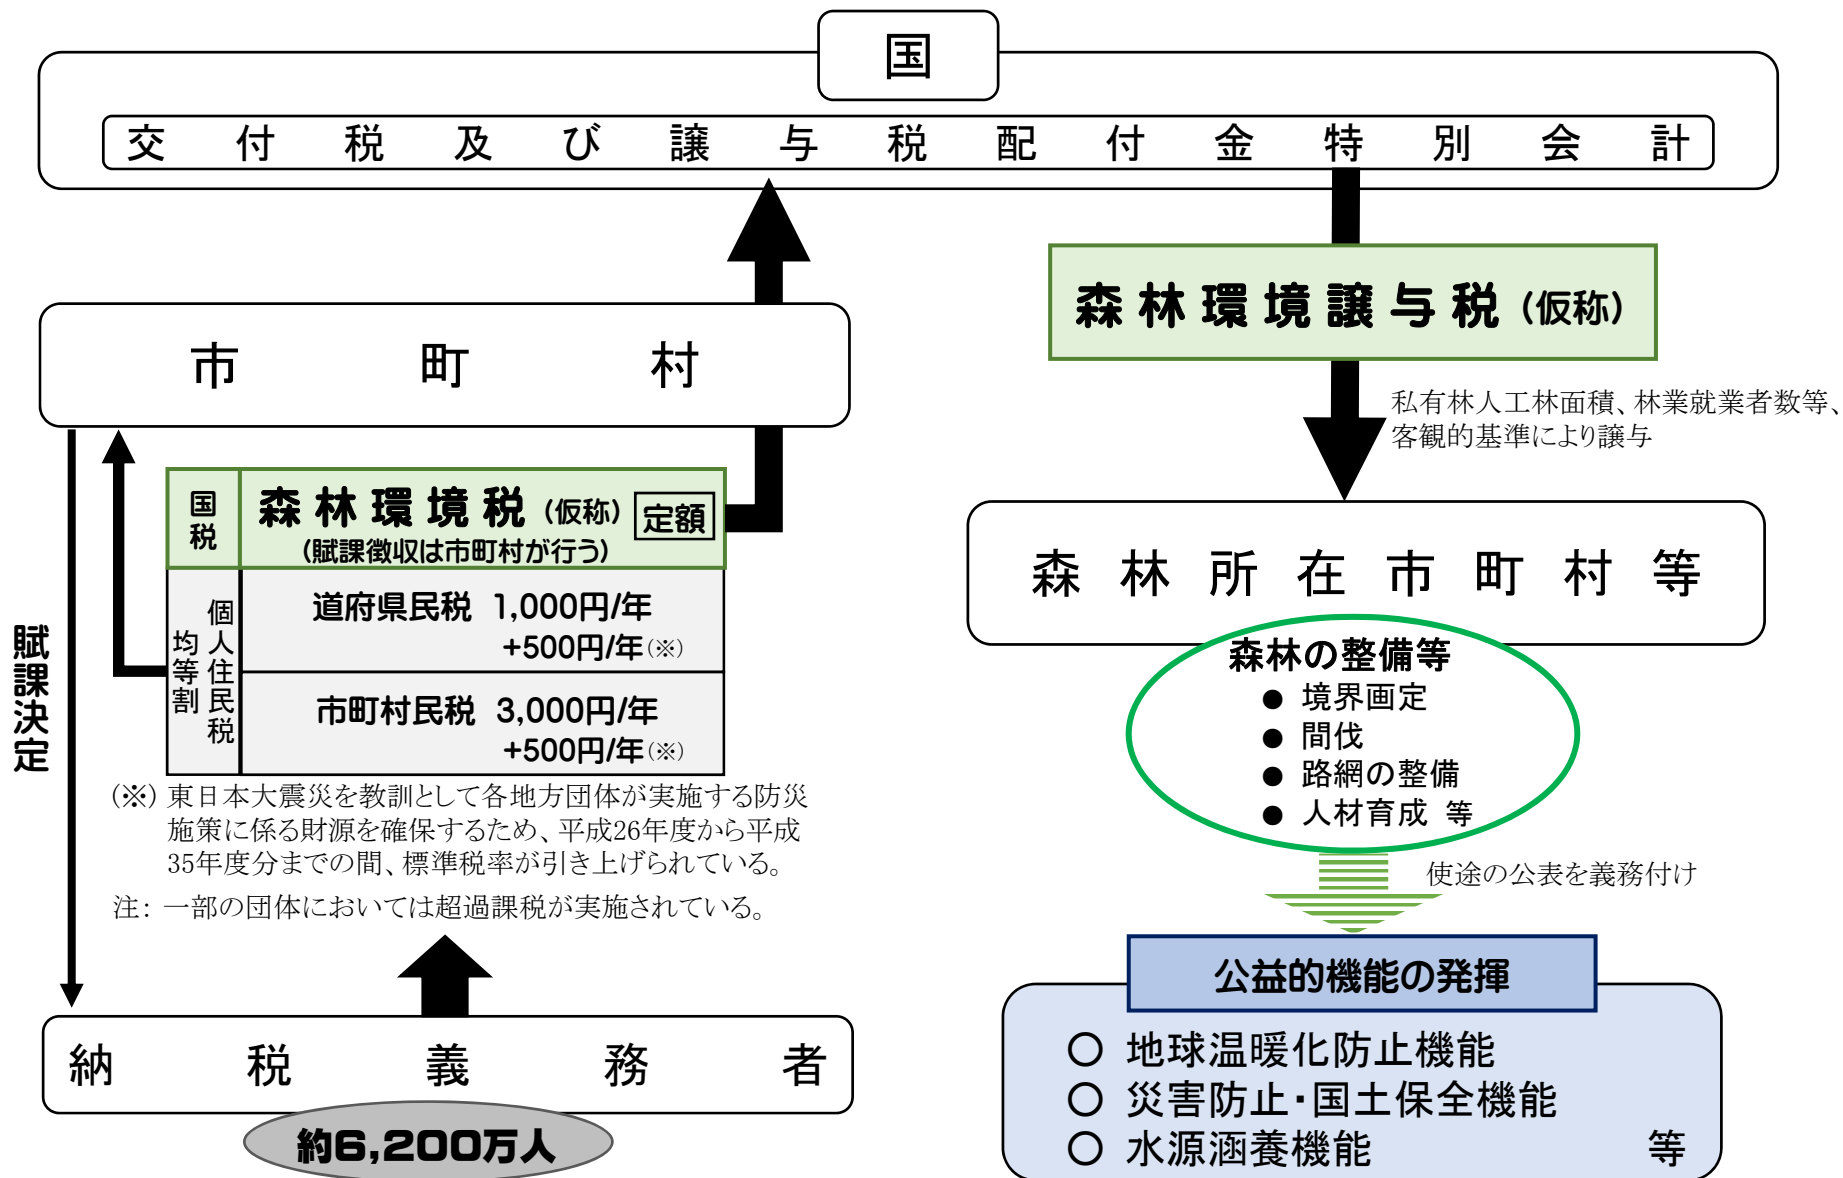 国
交付税及び譲与税配付金特別会計
市町村
国税
森林環境税(仮称) 定額
(賦課徴収は市町村が行う)
個人住民税
均等割
道府県民税 1,000円/年
+500円/年(※)
市町村民税 3,000円/年
+500円/年(※)
賦課決定
(※) 東日本大震災を教訓として各地方団体が実施する防災
施策に係る財源を確保するため、平成26年度から平成
35年度分までの間、標準税率が引き上げられている。
注: 一部の団体においては超過課税が実施されている。
納税義務者
約6,200万人
森林環境譲与税(仮称)
私有林人工林面積、林業就業者数等、
客観的基準により譲与
森林所在市町村等
森林の整備等
● 境界画定
● 間伐
● 路網の整備
● 人材育成 等
使途の公表を義務付け
公益的機能の発揮
○ 地球温暖化防止機能
○ 災害防止・国土保全機能
○ 水源涵養機能 等